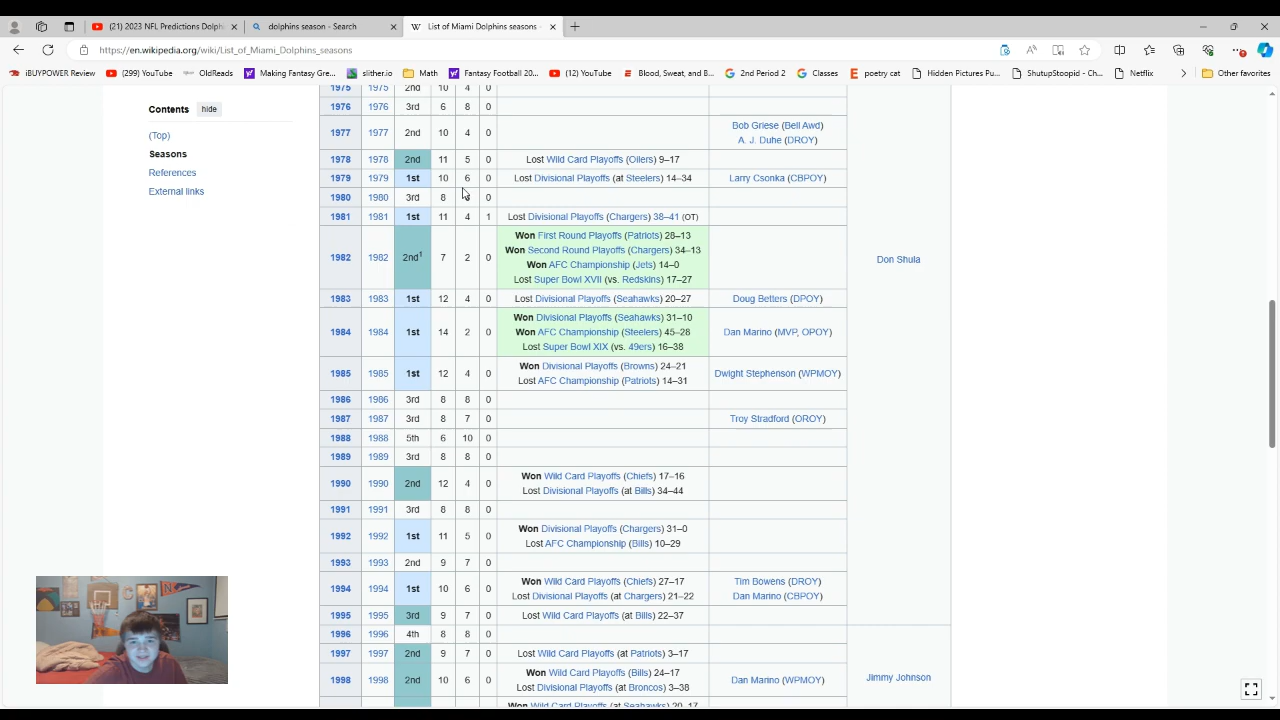 (21) 2023 NFL Predictions Dolph
dolphins season - Search
List of Miami Dolphins seasons -
https://en.wikipedia.org/wiki/List_of_Miami_Dolphins_seasons
iBUYPOWER Review
(299) YouTube
OldReads
Making Fantasy Gre...
slither.io
Math
Fantasy Football 20...
(12) YouTube
Blood, Sweat, and B...
2nd Period 2
Classes
poetry cat
Hidden Pictures Pu...
ShutupStoopid - Ch...
Netflix
Other favorites
Contents hide
(Top)
Seasons
References
External links
1975 1975 2nd 10 4 0
1976 1976 3rd 6 8 0
1977 1977 2nd 10 4 0 Bob Griese (Bell Awd)
A. J. Duhe (DROY)
1978 1978 2nd 11 5 0 Lost Wild Card Playoffs (Oilers) 9–17
1979 1979 1st 10 6 0 Lost Divisional Playoffs (at Steelers) 14–34 Larry Csonka (CBPOY)
1980 1980 3rd 8 0
1981 1981 1st 11 4 1 Lost Divisional Playoffs (Chargers) 38–41 (OT)
1982 1982 2nd1 7 2 0 Won First Round Playoffs (Patriots) 28–13
Won Second Round Playoffs (Chargers) 34–13
Won AFC Championship (Jets) 14–0
Lost Super Bowl XVII (vs. Redskins) 17–27
Don Shula
1983 1983 1st 12 4 0 Lost Divisional Playoffs (Seahawks) 20–27 Doug Betters (DPOY)
1984 1984 1st 14 2 0 Won Divisional Playoffs (Seahawks) 31–10
Won AFC Championship (Steelers) 45–28
Lost Super Bowl XIX (vs. 49ers) 16–38
Dan Marino (MVP, OPOY)
1985 1985 1st 12 4 0 Won Divisional Playoffs (Browns) 24–21
Lost AFC Championship (Patriots) 14–31
Dwight Stephenson (WPMOY)
1986 1986 3rd 8 8 0
1987 1987 3rd 8 7 0 Troy Stradford (OROY)
1988 1988 5th 6 10 0
1989 1989 3rd 8 8 0
1990 1990 2nd 12 4 0 Won Wild Card Playoffs (Chiefs) 17–16
Lost Divisional Playoffs (at Bills) 34–44
1991 1991 3rd 8 8 0
1992 1992 1st 11 5 0 Won Divisional Playoffs (Chargers) 31–0
Lost AFC Championship (Bills) 10–29
1993 1993 2nd 9 7 0
1994 1994 1st 10 6 0 Won Wild Card Playoffs (Chiefs) 27–17
Lost Divisional Playoffs (at Chargers) 21–22
Tim Bowens (DROY)
Dan Marino (CBPOY)
1995 1995 3rd 9 7 0 Lost Wild Card Playoffs (at Bills) 22–37
1996 1996 4th 8 8 0
1997 1997 2nd 9 7 0 Lost Wild Card Playoffs (at Patriots) 3–17
1998 1998 2nd 10 6 0 Won Wild Card Playoffs (Bills) 24–17
Lost Divisional Playoffs (at Broncos) 3–38
Dan Marino (WPMOY)
Jimmy Johnson
Won Wild Card Playoffs (at Seahawks) 20–17